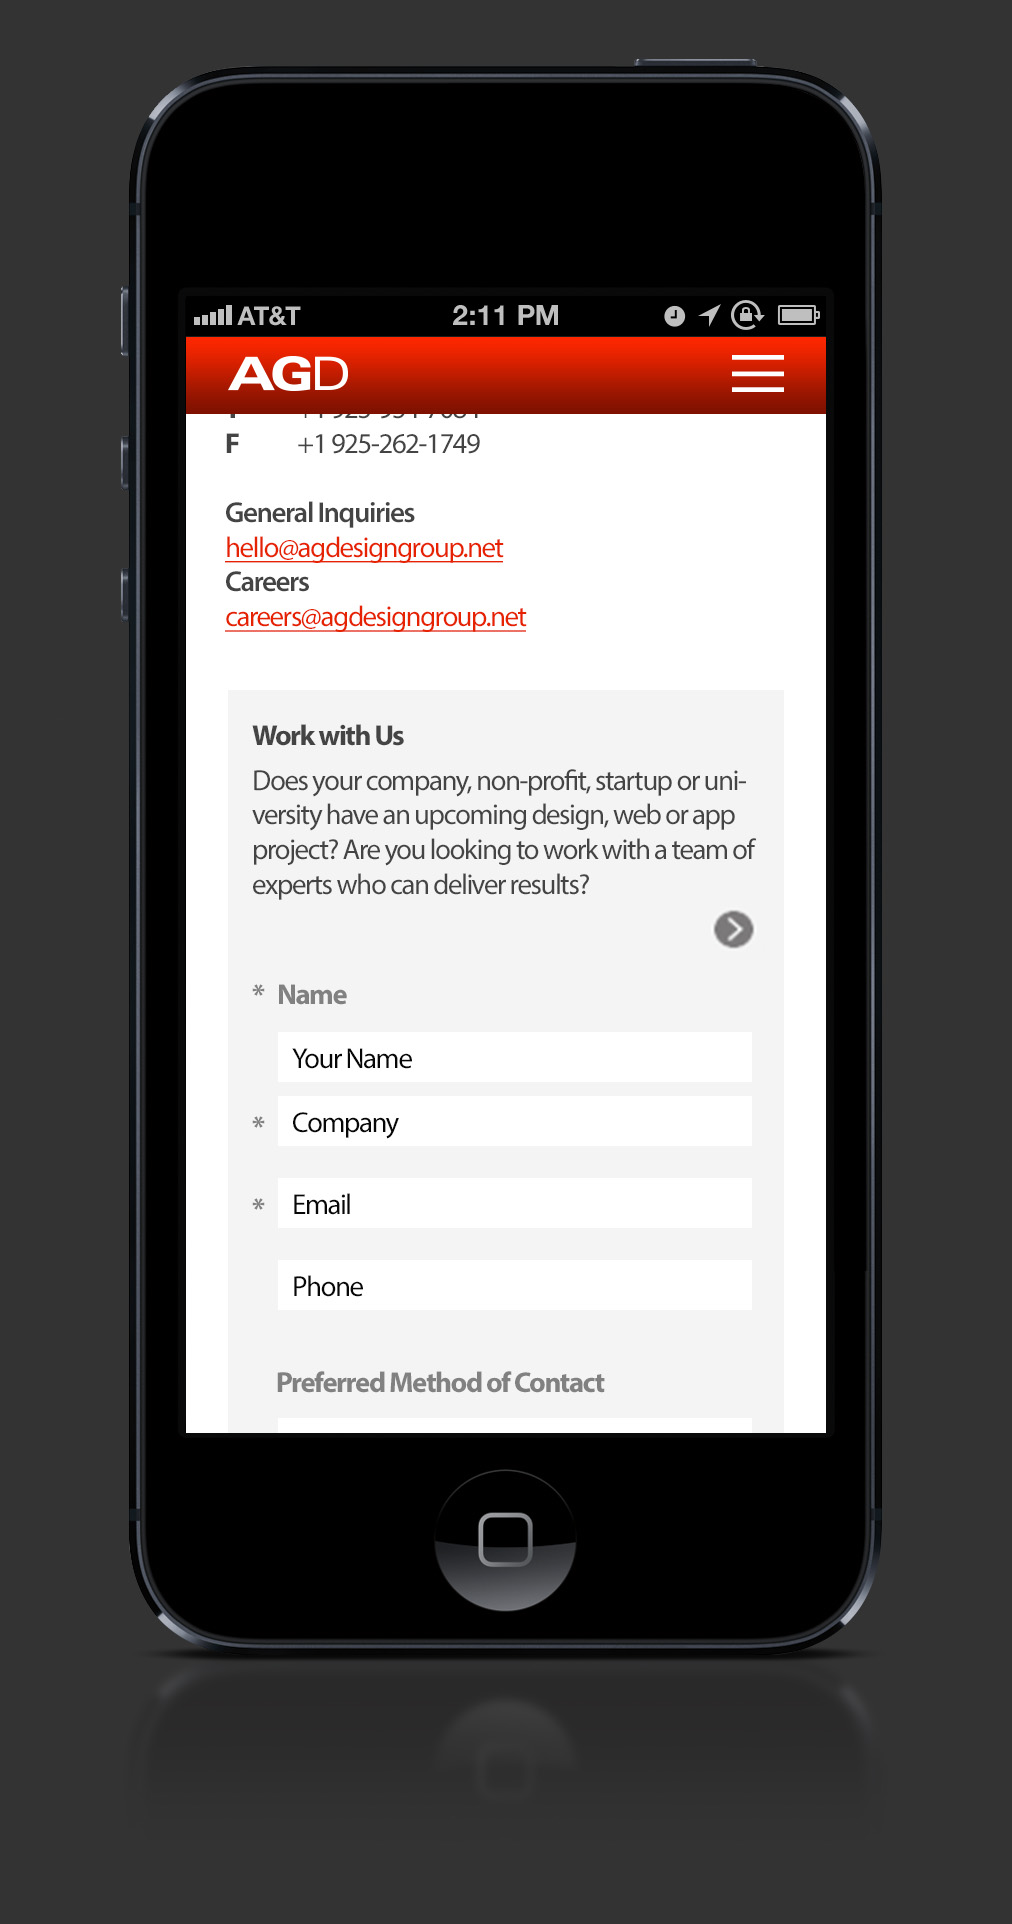 AT&T 2:11 PM
AGD
F +1 925-262-1749
General Inquiries
hello@agdesigngroup.net
Careers
careers@agdesigngroup.net
Work with Us
Does your company, non-profit, startup or uni-
versity have an upcoming design, web or app
project? Are you looking to work with a team of
experts who can deliver results?
* Name
Your Name
* Company
* Email
Phone
Preferred Method of Contact